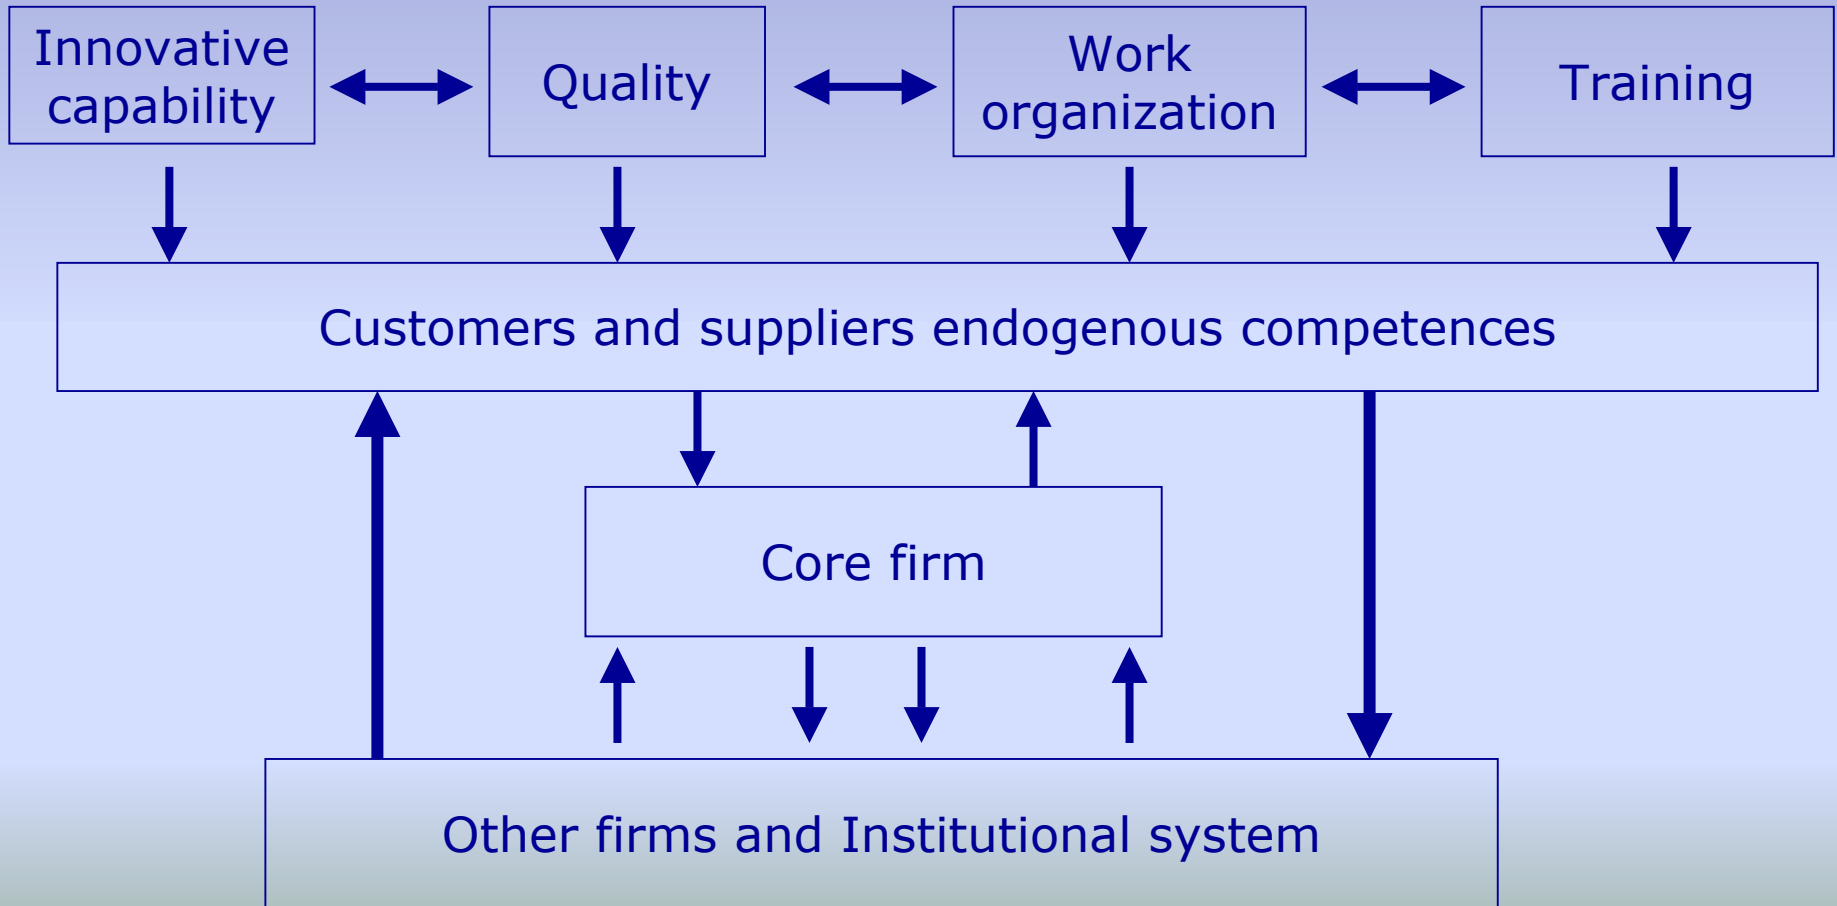 Innovative
capability
Quality
Work
organization
Training
Customers and suppliers endogenous competences
Core firm
Other firms and Institutional system